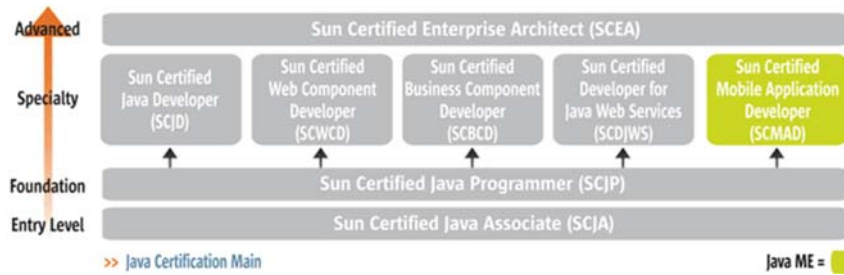 Advanced
Sun Certified Enterprise Architect (SCEA)
Specialty
Sun Certified
Java Developer
(SCJD)
Sun Certified
Web Component
Developer
(SCWCD)
Sun Certified
Business Component
Developer
(SCBCD)
Sun Certified
Developer for
Java Web Services
(SCDJWS)
Sun Certified
Mobile Application
Developer
(SCMAD)
Foundation
Sun Certified Java Programmer (SCJP)
Entry Level
Sun Certified Java Associate (SCJA)
>> Java Certification Main
Java ME =